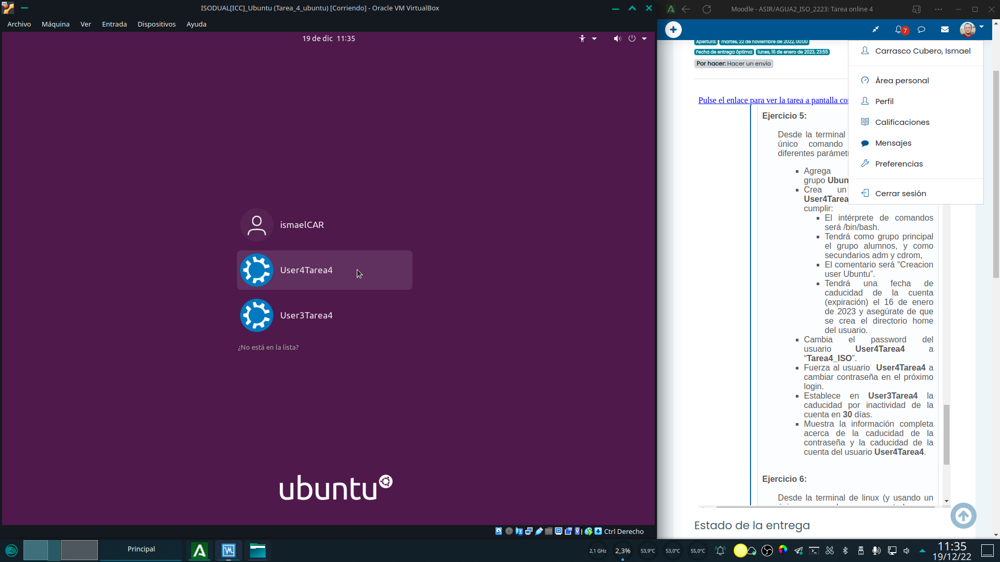 ISODUAL[ICC]_Ubuntu (Tarea_4_ubuntu) [Corriendo] - Oracle VM VirtualBox
Archivo Máquina Ver Entrada Dispositivos Ayuda
19 de dic 11:35
ismaelCAR
User4Tarea4
User3Tarea4
¿No está en la lista?
ubuntu
Ctrl Derecho
Moodle - ASIR/AGUA2_ISO_2223: Tarea online 4
7
Apertura: martes, 22 de noviembre de 2022, 00:00
Fecha de entrega óptima: lunes, 16 de enero de 2023, 23:55
Por hacer: Hacer un envío
Carrasco Cubero, Ismael
Área personal
Perfil
Calificaciones
Mensajes
Preferencias
Cerrar sesión
Pulse el enlace para ver la tarea a pantalla
Ejercicio 5:
Desde la terminal
único comando
diferentes
Agrega
grupo
Crea un
User4Tarea
cumplir:
El intérprete de comandos
será /bin/bash.
Tendrá como grupo principal
el grupo alumnos, y como
secundarios adm y cdrom,
El comentario será “Creacion
user Ubuntu”.
Tendrá una fecha de
caducidad de la cuenta
(expiración) el 16 de enero
de 2023 y asegúrate de que
se crea el directorio home
del usuario.
Cambia el password del
usuario User4Tarea4 a
“Tarea4_ISO”.
Fuerza al usuario User4Tarea4 a
cambiar contraseña en el próximo
login.
Establece en User3Tarea4 la
caducidad por inactividad de la
cuenta en 30 días.
Muestra la información completa
acerca de la caducidad de la
contraseña y la caducidad de la
cuenta del usuario User4Tarea4.
Ejercicio 6:
Desde la terminal de linux (y usando un
Estado de la entrega
Principal
2,1 GHz
2,3%
53,9°C
53,0°C
55,0°C
11:35
19/12/22